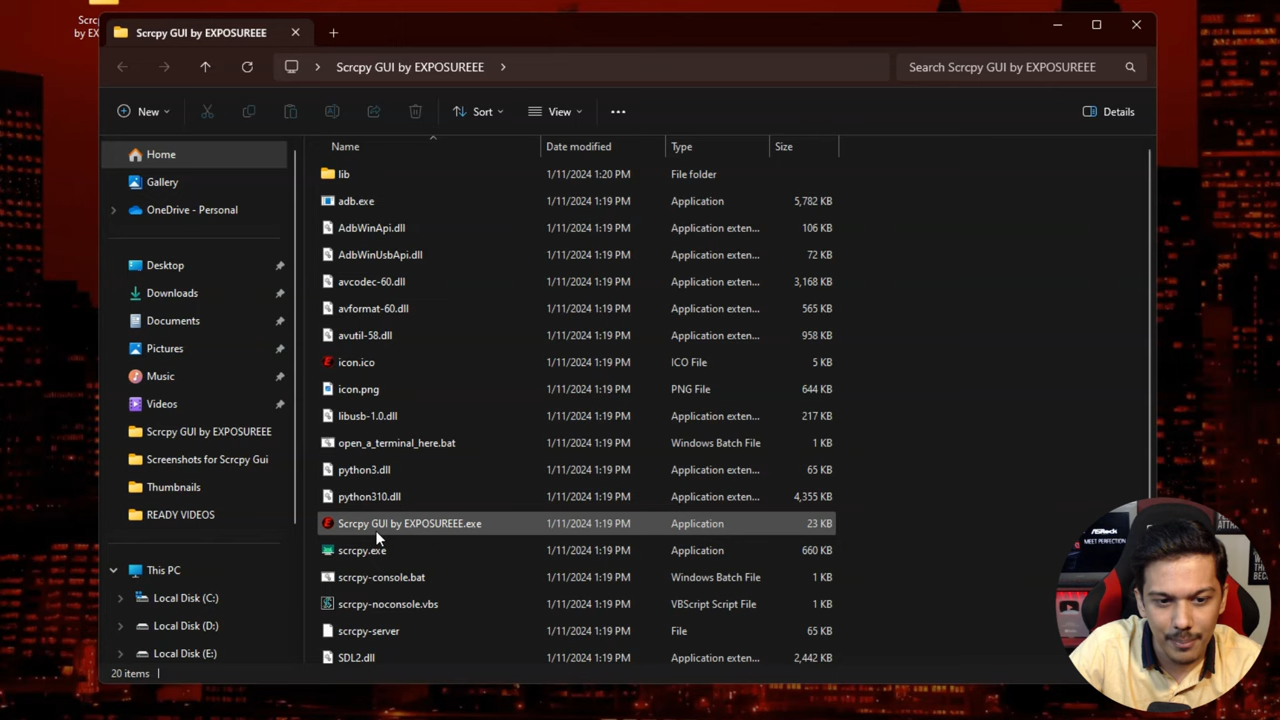 Scrcpy
by EX
Scrcpy GUI by EXPOSUREEE
Scrcpy GUI by EXPOSUREEE
Search Scrcpy GUI by EXPOSUREEE
New
Sort
View
Details
Home
Gallery
OneDrive - Personal
Desktop
Downloads
Documents
Pictures
Music
Videos
Scrcpy GUI by EXPOSUREEE
Screenshots for Scrcpy Gui
Thumbnails
READY VIDEOS
This PC
Local Disk (C:)
Local Disk (D:)
Local Disk (E:)
Name Date modified Type Size
lib 1/11/2024 1:20 PM File folder
adb.exe 1/11/2024 1:19 PM Application 5,782 KB
AdbWinApi.dll 1/11/2024 1:19 PM Application exten... 106 KB
AdbWinUsbApi.dll 1/11/2024 1:19 PM Application exten... 72 KB
avcodec-60.dll 1/11/2024 1:19 PM Application exten... 3,168 KB
avformat-60.dll 1/11/2024 1:19 PM Application exten... 565 KB
avutil-58.dll 1/11/2024 1:19 PM Application exten... 958 KB
icon.ico 1/11/2024 1:19 PM ICO File 5 KB
icon.png 1/11/2024 1:19 PM PNG File 644 KB
libusb-1.0.dll 1/11/2024 1:19 PM Application exten... 217 KB
open_a_terminal_here.bat 1/11/2024 1:19 PM Windows Batch File 1 KB
python3.dll 1/11/2024 1:19 PM Application exten... 65 KB
python310.dll 1/11/2024 1:19 PM Application exten... 4,355 KB
Scrcpy GUI by EXPOSUREEE.exe 1/11/2024 1:19 PM Application 23 KB
scrcpy.exe 1/11/2024 1:19 PM Application 660 KB
scrcpy-console.bat 1/11/2024 1:19 PM Windows Batch File 1 KB
scrcpy-noconsole.vbs 1/11/2024 1:19 PM VBScript Script File 1 KB
scrcpy-server 1/11/2024 1:19 PM File 65 KB
SDL2.dll 1/11/2024 1:19 PM Application exten... 2,442 KB
20 items
ASRock
MEET PERFECTION